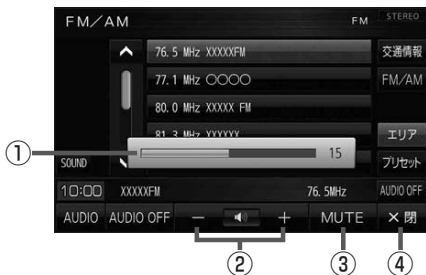 FM/AM FM STEREO
76.5 MHz XXXXXFM 交通情報
77.1 MHz ○○○○ FM/AM
80.0 MHz XXXXX FM
81.3 MHz XXXXXX エリア
① 15
SOUND プリセット
10:00 XXXXFM 76.5MHz AUDIO OFF
AUDIO AUDIO OFF − + MUTE ×閉
② ③ ④